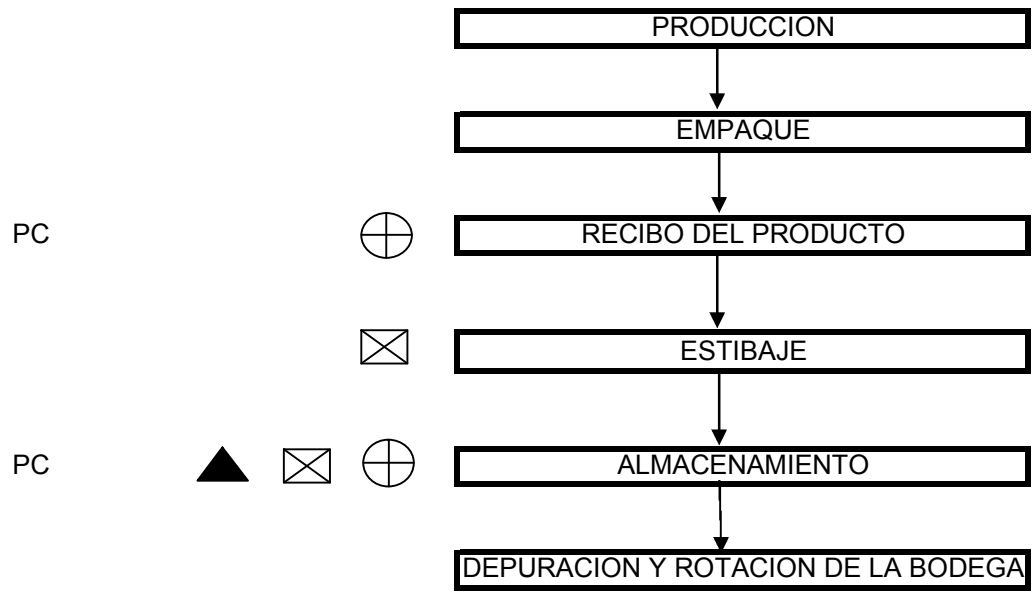 PRODUCCION
EMPAQUE
PC RECIBO DEL PRODUCTO
ESTIBAJE
PC ALMACENAMIENTO
DEPURACION Y ROTACION DE LA BODEGA